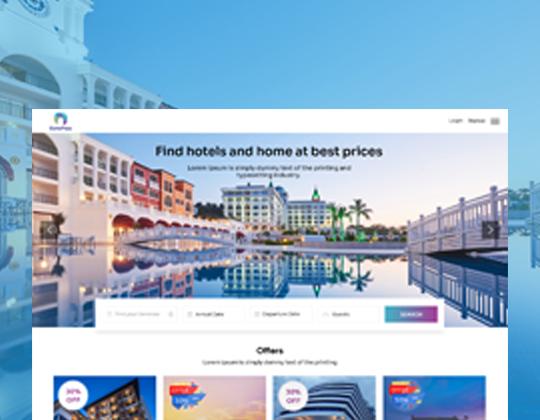 Login
Find hotels and home at best prices
Lorem Ipsum is simply dummy text of the printing and
typesetting industry.
Find your Services
Arrival Date
Departure Date
Guests
SEARCH
Offers
Lorem Ipsum is simply dummy text of the printing
30%
OFF
30%
OFF